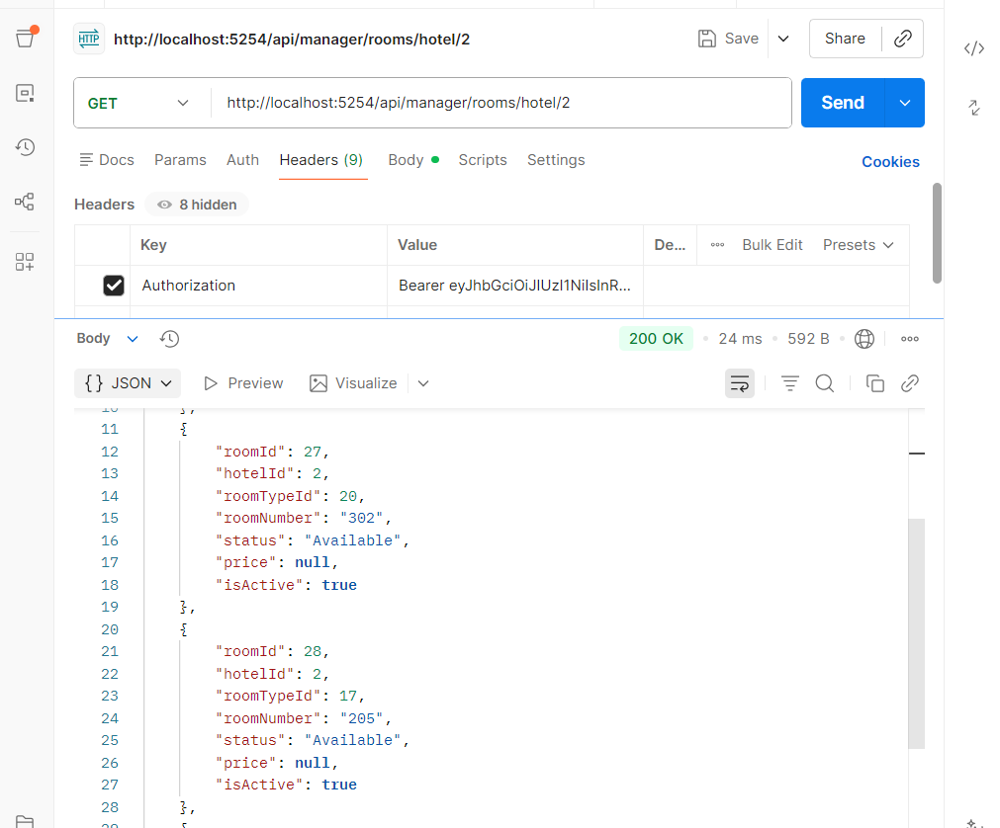 HTTP http://localhost:5254/api/manager/rooms/hotel/2 Save Share
GET http://localhost:5254/api/manager/rooms/hotel/2 Send
Docs Params Auth Headers (9) Body Scripts Settings Cookies
Headers 8 hidden
Key Value De... Bulk Edit Presets
Authorization Bearer eyJhbGciOiJIUzI1NiIsInR...
Body 200 OK 24 ms 592 B
{} JSON Preview Visualize
10 },
11 {
12 "roomId": 27,
13 "hotelId": 2,
14 "roomTypeId": 20,
15 "roomNumber": "302",
16 "status": "Available",
17 "price": null,
18 "isActive": true
19 },
20 {
21 "roomId": 28,
22 "hotelId": 2,
23 "roomTypeId": 17,
24 "roomNumber": "205",
25 "status": "Available",
26 "price": null,
27 "isActive": true
28 },
29 {